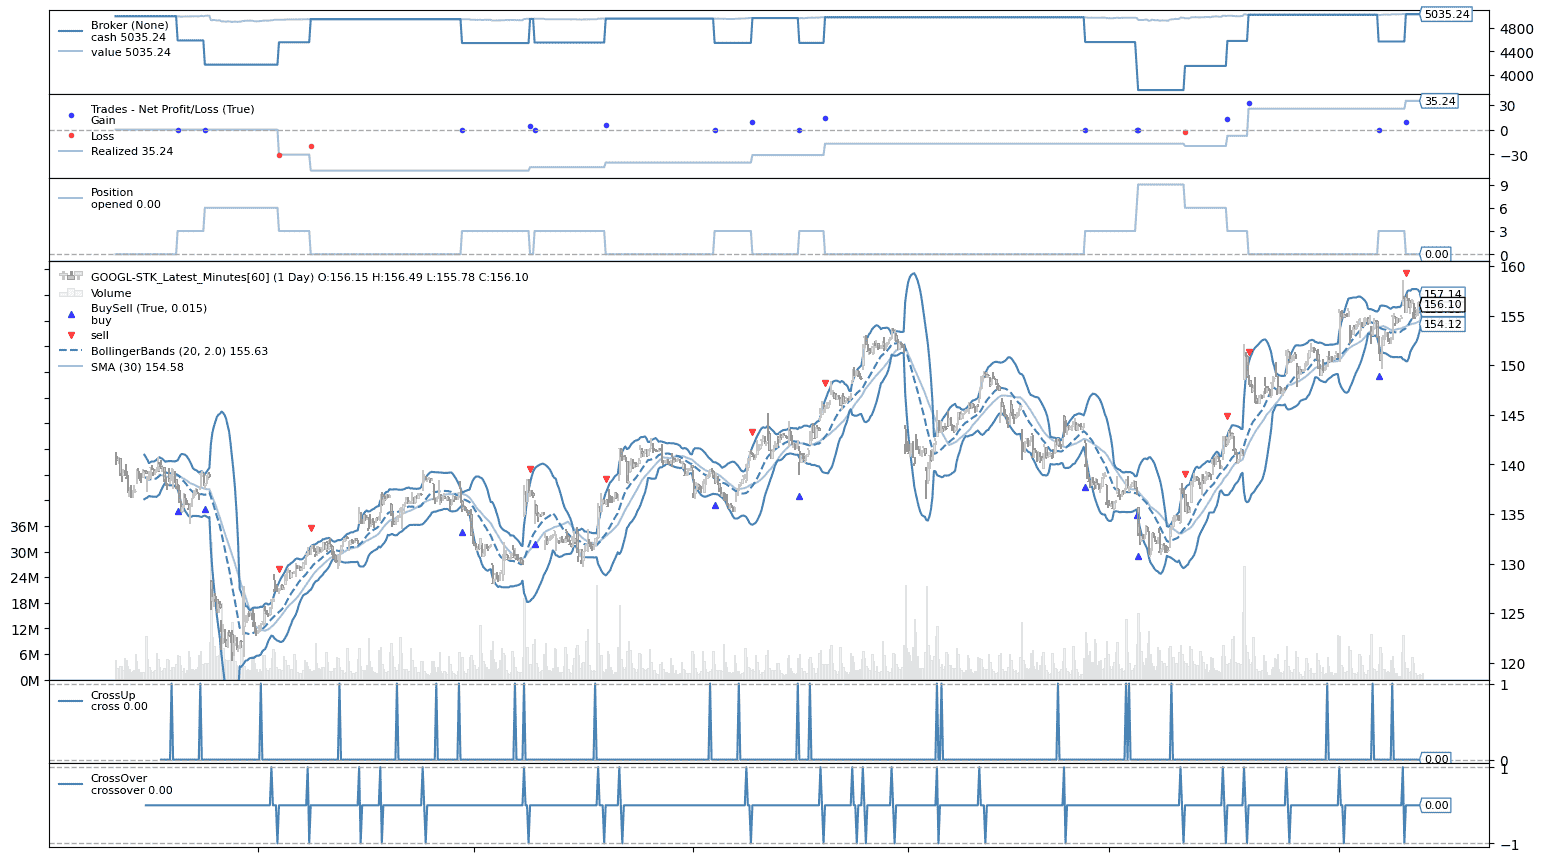 Broker (None)
cash 5035.24
value 5035.24
5035.24
4800
4400
4000
Trades - Net Profit/Loss (True)
Gain
Loss
Realized 35.24
35.24
30
0
−30
Position
opened 0.00
9
6
3
0
0.00
GOOGL-STK_Latest_Minutes[60] (1 Day) O:156.15 H:156.49 L:155.78 C:156.10
Volume
BuySell (True, 0.015)
buy
sell
BollingerBands (20, 2.0) 155.63
SMA (30) 154.58
160
157.14
156.10
155
154.12
150
145
140
135
130
125
120
36M
30M
24M
18M
12M
6M
0M
CrossUp
cross 0.00
1
0
0.00
CrossOver
crossover 0.00
1
0.00
−1